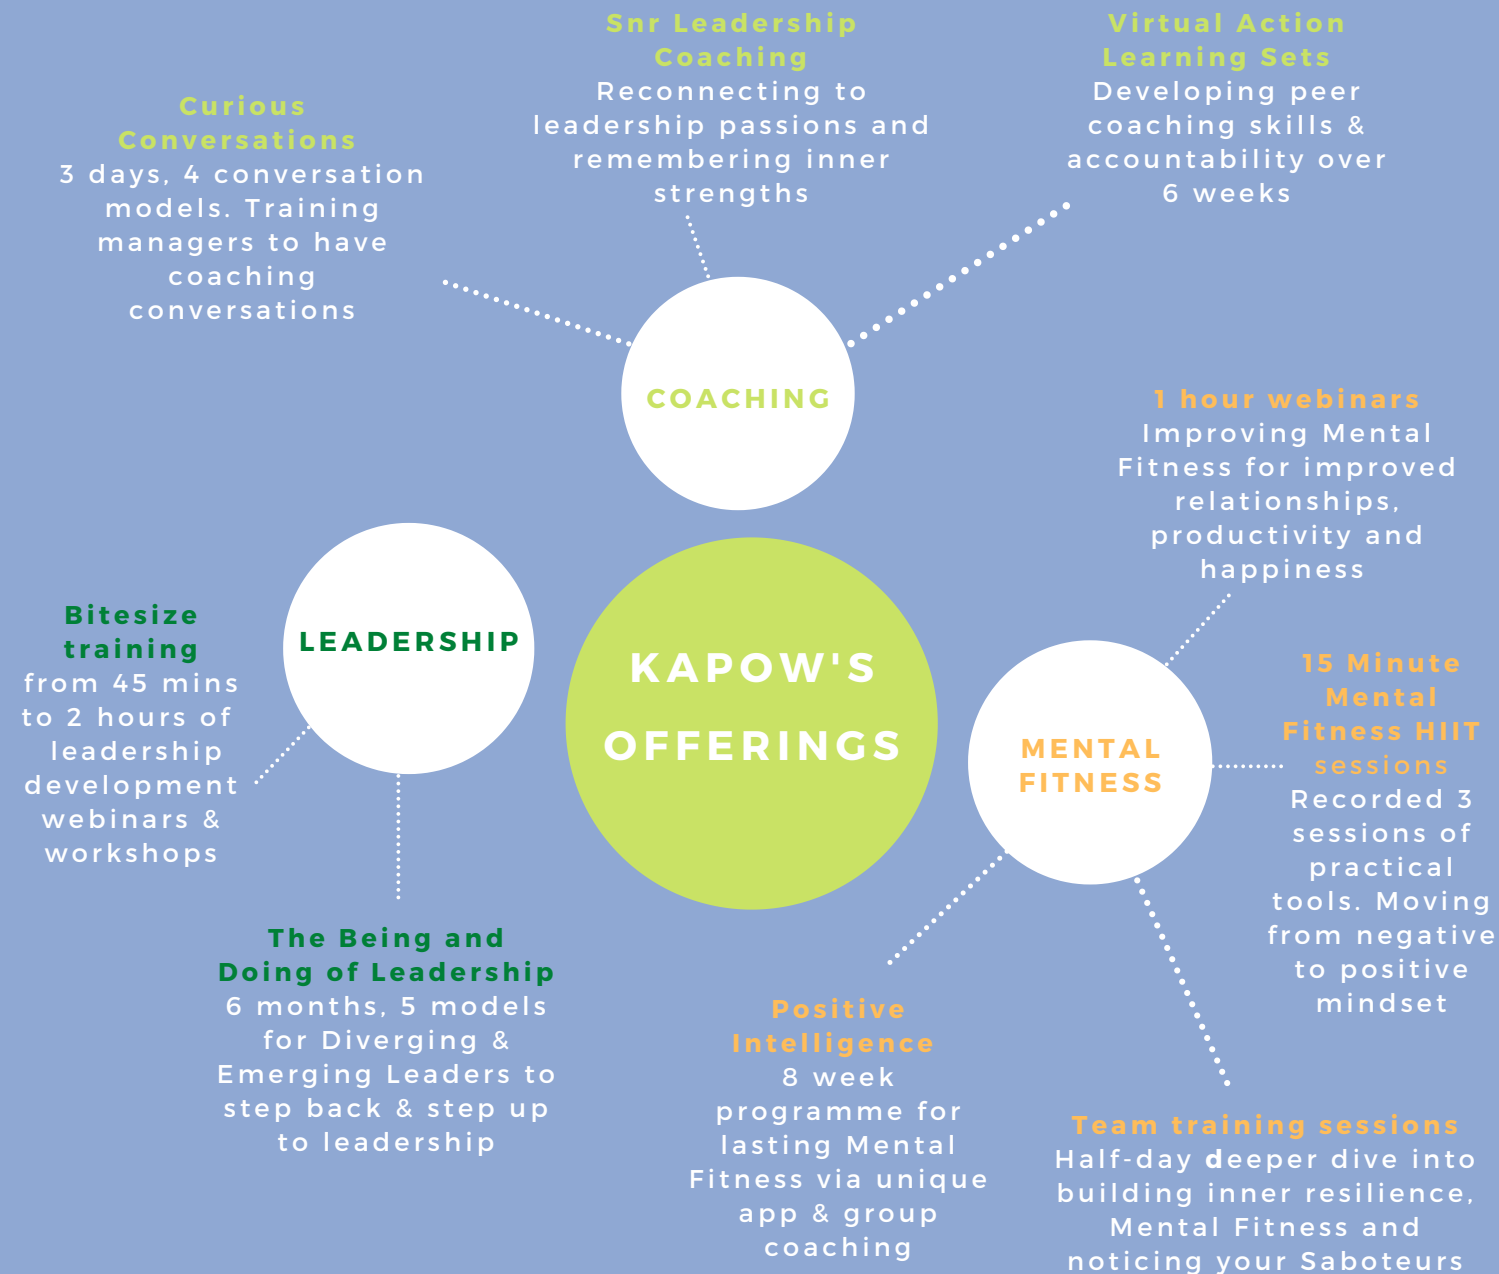 Snr Leadership
Coaching
Reconnecting to
leadership passions and
remembering inner
strengths
Virtual Action
Learning Sets
Developing peer
coaching skills &
accountability over
6 weeks
Curious
Conversations
3 days, 4 conversation
models. Training
managers to have
coaching
conversations
COACHING
1 hour webinars
Improving Mental
Fitness for improved
relationships,
productivity and
happiness
LEADERSHIP
Bitesize
training
from 45 mins
to 2 hours of
leadership
development
webinars &
workshops
KAPOW'S
OFFERINGS
MENTAL
FITNESS
15 Minute
Mental
Fitness HIIT
sessions
Recorded 3
sessions of
practical
tools. Moving
from negative
to positive
mindset
The Being and
Doing of Leadership
6 months, 5 models
for Diverging &
Emerging Leaders to
step back & step up
to leadership
Positive
Intelligence
8 week
programme for
lasting Mental
Fitness via unique
app & group
coaching
Team training sessions
Half-day deeper dive into
building inner resilience,
Mental Fitness and
noticing your Saboteurs